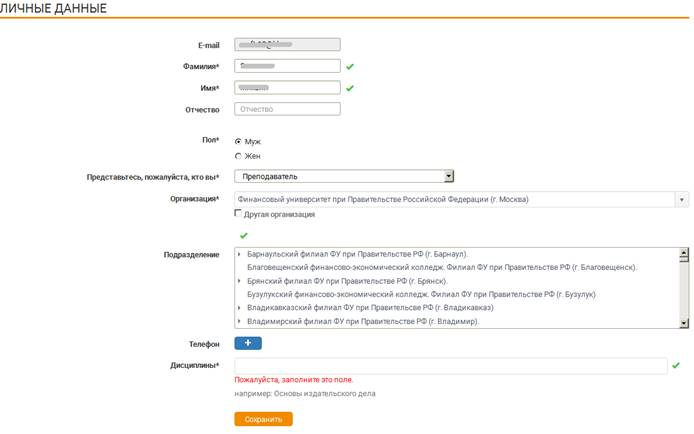 ЛИЧНЫЕ ДАННЫЕ
E-mail
Фамилия*
Имя*
Отчество Отчество
Пол* Муж
Жен
Представьтесь, пожалуйста, кто вы* Преподаватель
Организация* Финансовый университет при Правительстве Российской Федерации (г. Москва)
Другая организация
Подразделение Барнаульский филиал ФУ при Правительстве РФ (г. Барнаул).
Благовещенский финансово-экономический колледж. Филиал ФУ при Правительстве РФ (г. Благовещенск).
Брянский филиал ФУ при Правительстве РФ (г. Брянск).
Бузулукский финансово-экономический колледж. Филиал ФУ при Правительстве РФ (г. Бузулук)
Владикавказский филиал ФУ при Правительстве РФ (г. Владикавказ)
Владимирский филиал ФУ при Правительстве РФ (г. Владимир).
Телефон +
Дисциплины*
Пожалуйста, заполните это поле.
например: Основы издательского дела
Сохранить